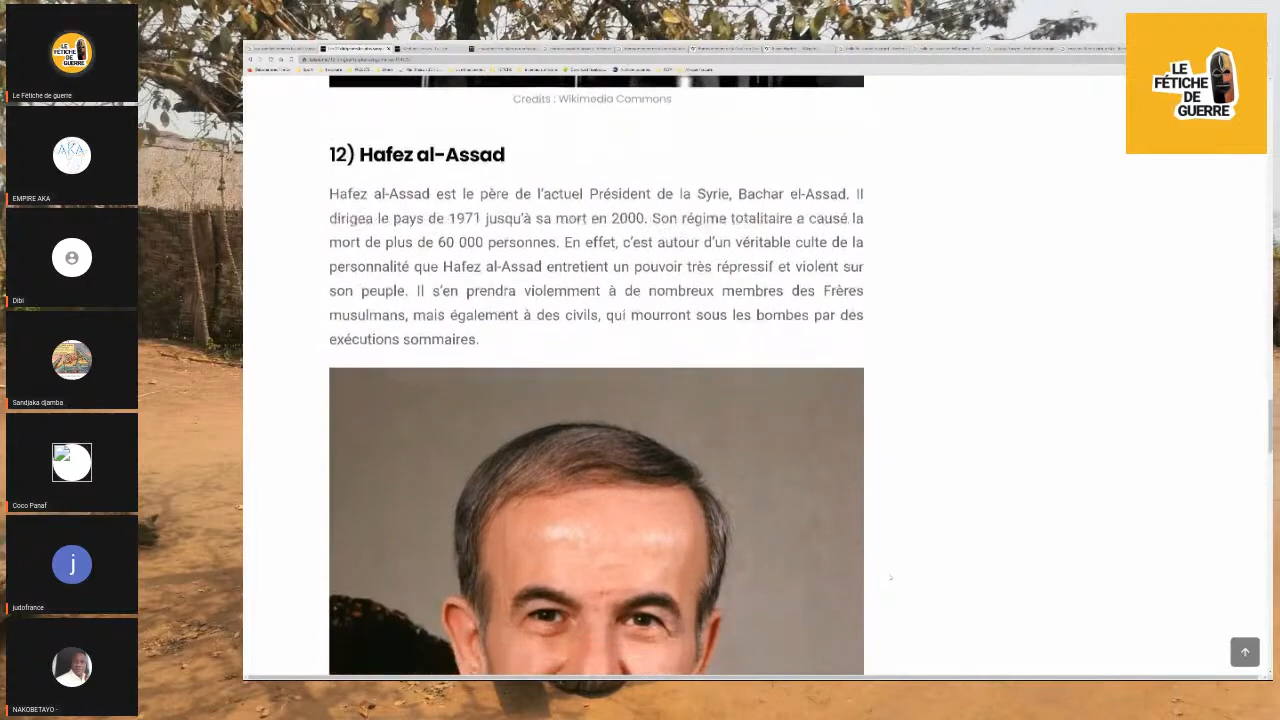 LE
FÉTICHE
DE
GUERRE
Le Fétiche de guerre
AKA
EMPIRE AKA
Dibi
Sandjaka djamba
Coco Panaf
j
judofrance
NAKOBETAYO -
Credits : Wikimedia Commons
12) Hafez al-Assad
Hafez al-Assad est le père de l'actuel Président de la Syrie, Bachar el-Assad. Il
dirigea le pays de 1971 jusqu'à sa mort en 2000. Son régime totalitaire a causé la
mort de plus de 60 000 personnes. En effet, c'est autour d'un véritable culte de la
personnalité que Hafez al-Assad entretient un pouvoir très répressif et violent sur
son peuple. Il s'en prendra violemment à de nombreux membres des Frères
musulmans, mais également à des civils, qui mourront sous les bombes par des
exécutions sommaires.
LE
FÉTICHE
DE
GUERRE